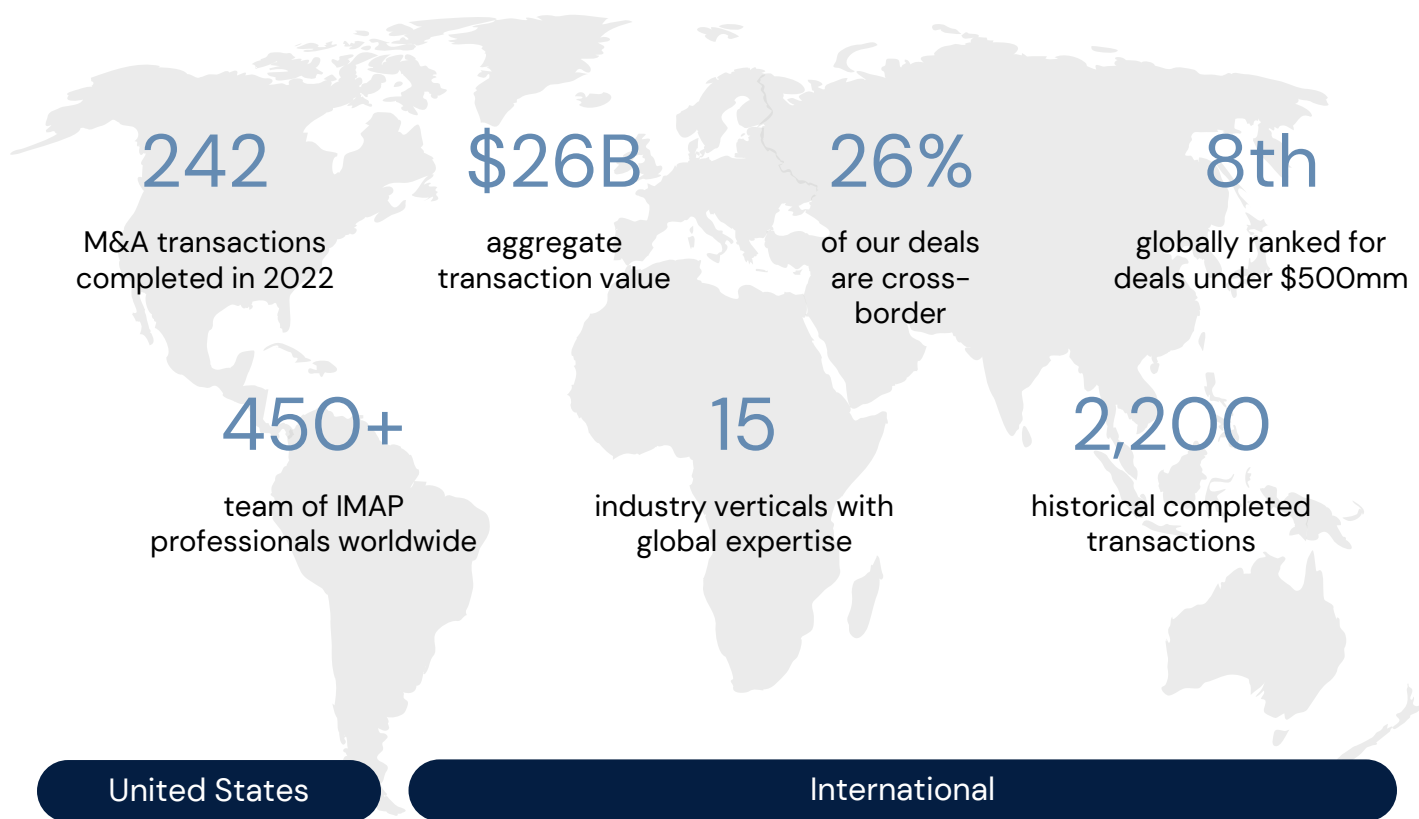 242
$26B
26%
8th
M&A transactions
completed in 2022
aggregate
transaction value
of our deals
are cross-
border
globally ranked for
deals under $500mm
450+
15
2,200
team of IMAP
professionals worldwide
industry verticals with
global expertise
historical completed
transactions
United States
International